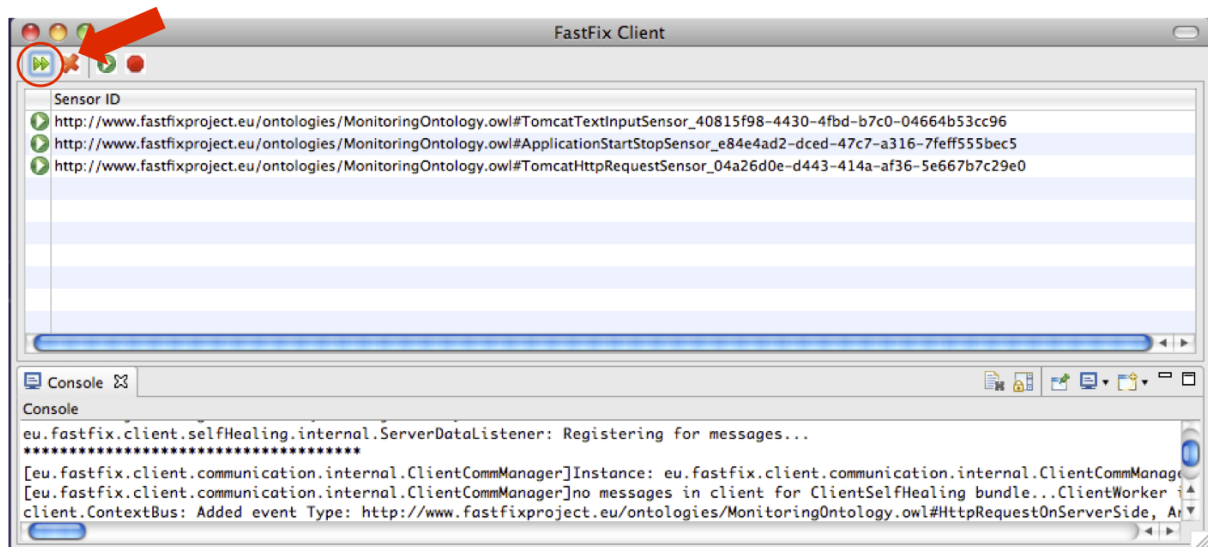 FastFix Client
Sensor ID
http://www.fastfixproject.eu/ontologies/MonitoringOntology.owl#TomcatTextInputSensor_40815f98-4430-4fbd-b7c0-04664b53cc96
http://www.fastfixproject.eu/ontologies/MonitoringOntology.owl#ApplicationStartStopSensor_e84e4ad2-dced-47c7-a316-7feff555bec5
http://www.fastfixproject.eu/ontologies/MonitoringOntology.owl#TomcatHttpRequestSensor_04a26d0e-d443-414a-af36-5e667b7c29e0
Console
Console
eu.fastfix.client.selfHealing.internal.ServerDataListener: Registering for messages...
*************************************
[eu.fastfix.client.communication.internal.ClientCommManager]Instance: eu.fastfix.client.communication.internal.ClientCommManage
[eu.fastfix.client.communication.internal.ClientCommManager]no messages in client for ClientSelfHealing bundle...ClientWorker
client.ContextBus: Added event Type: http://www.fastfixproject.eu/ontologies/MonitoringOntology.owl#HttpRequestOnServerSide,